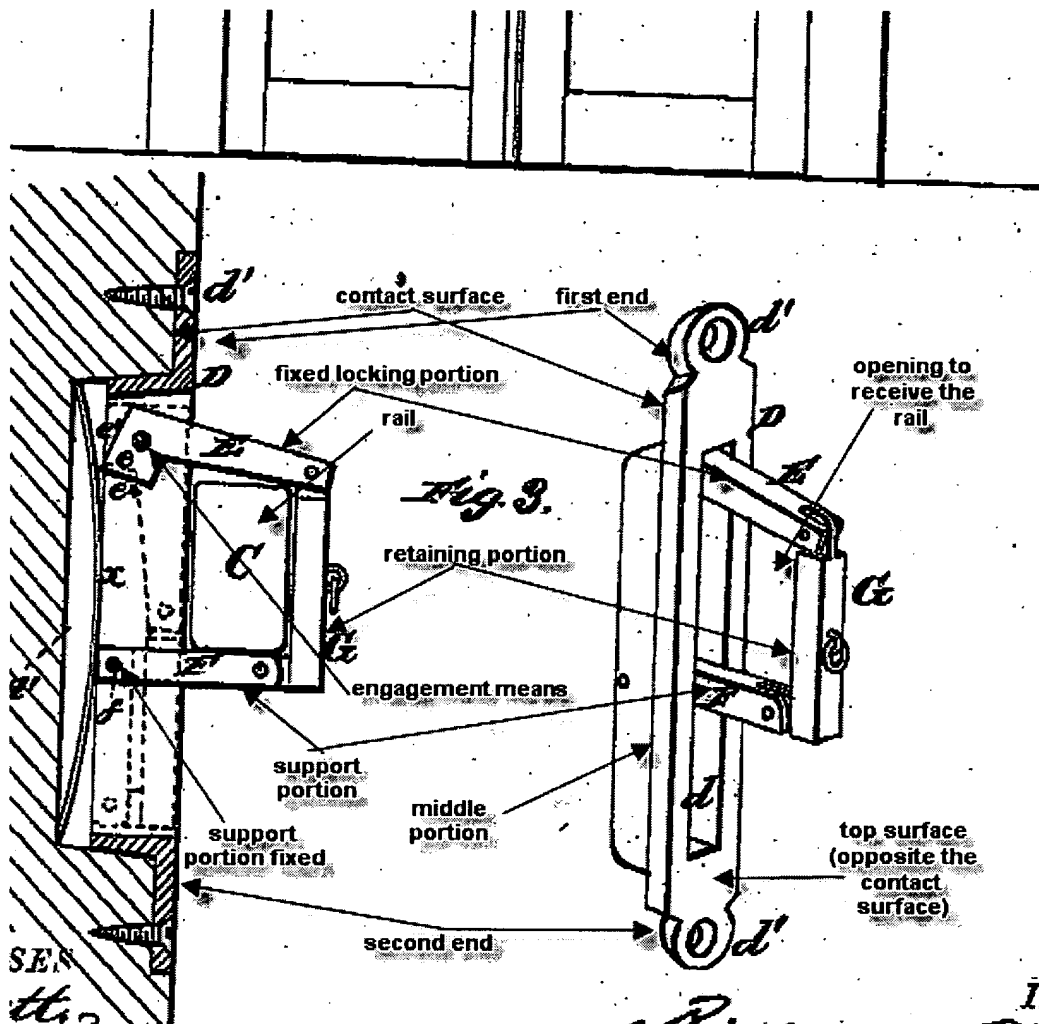 d'
contact surface
first end
d'
fixed locking portion
D
opening to
receive the
rail
rail
D
e'
E
E
e
e
Fig. 3.
C
retaining portion
x
G
G
F
engagement means
F
f
support
portion
d
middle
portion
support
portion fixed
top surface
(opposite the
contact
surface)
second end
d'
SES